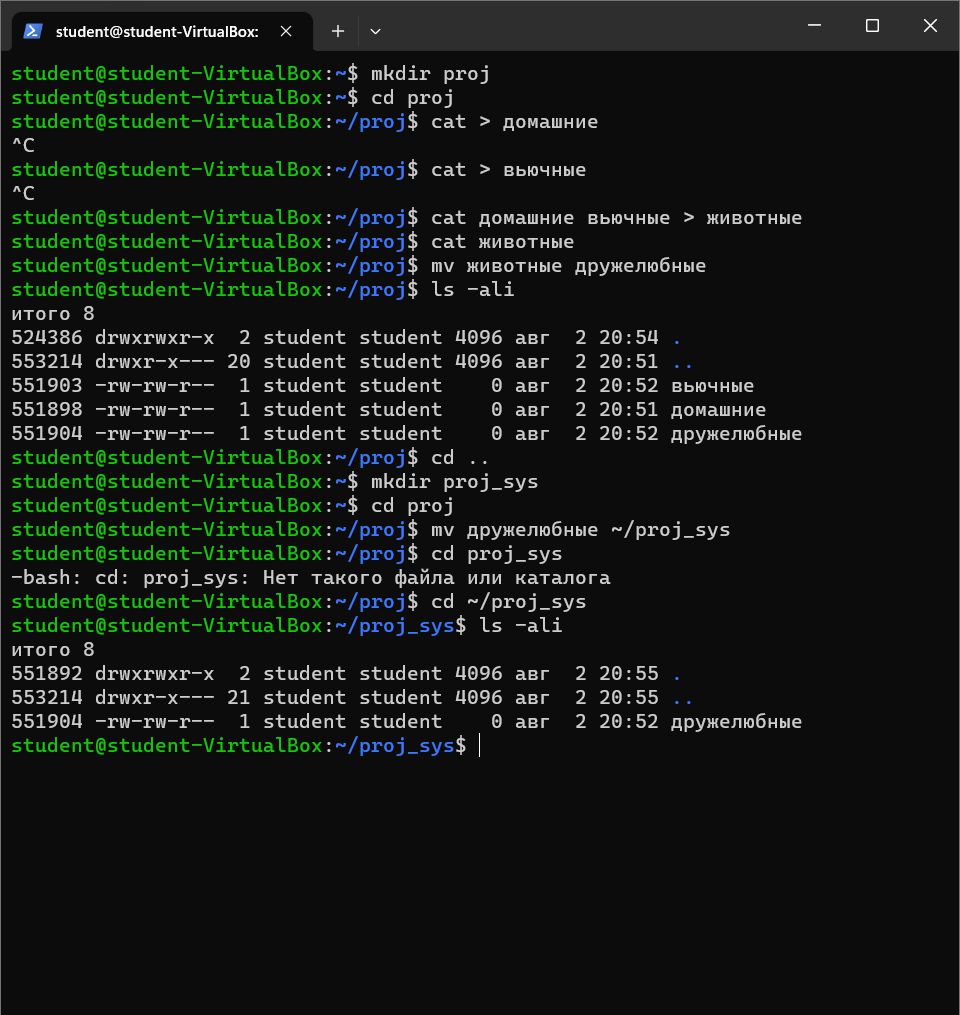 student@student-VirtualBox:
student@student-VirtualBox:~$ mkdir proj
student@student-VirtualBox:~$ cd proj
student@student-VirtualBox:~/proj$ cat > домашние
^C
student@student-VirtualBox:~/proj$ cat > вьючные
^C
student@student-VirtualBox:~/proj$ cat домашние вьючные > животные
student@student-VirtualBox:~/proj$ cat животные
student@student-VirtualBox:~/proj$ mv животные дружелюбные
student@student-VirtualBox:~/proj$ ls -ali
итого 8
524386 drwxrwxr-x  2 student student 4096 авг  2 20:54 .
553214 drwxr-x--- 20 student student 4096 авг  2 20:51 ..
551903 -rw-rw-r--  1 student student    0 авг  2 20:52 вьючные
551898 -rw-rw-r--  1 student student    0 авг  2 20:51 домашние
551904 -rw-rw-r--  1 student student    0 авг  2 20:52 дружелюбные
student@student-VirtualBox:~/proj$ cd ..
student@student-VirtualBox:~$ mkdir proj_sys
student@student-VirtualBox:~$ cd proj
student@student-VirtualBox:~/proj$ mv дружелюбные ~/proj_sys
student@student-VirtualBox:~/proj$ cd proj_sys
-bash: cd: proj_sys: Нет такого файла или каталога
student@student-VirtualBox:~/proj$ cd ~/proj_sys
student@student-VirtualBox:~/proj_sys$ ls -ali
итого 8
551892 drwxrwxr-x  2 student student 4096 авг  2 20:55 .
553214 drwxr-x--- 21 student student 4096 авг  2 20:55 ..
551904 -rw-rw-r--  1 student student    0 авг  2 20:52 дружелюбные
student@student-VirtualBox:~/proj_sys$